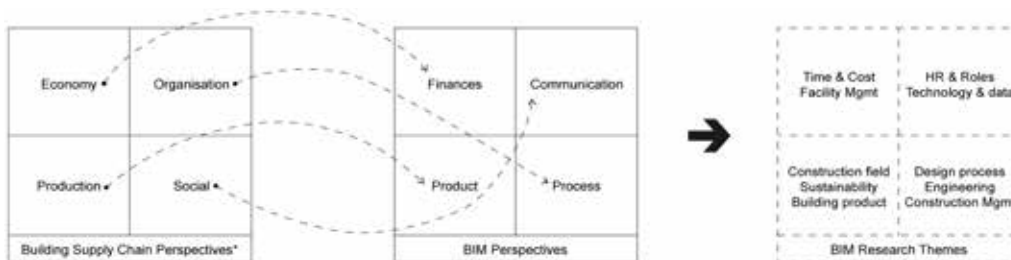 Economy
Organisation
Production
Social
Building Supply Chain Perspectives*
Finances
Communication
Product
Process
BIM Perspectives
Time & Cost
Facility Mgmt
HR & Roles
Technology & data
Construction field
Sustainability
Building product
Design process
Engineering
Construction Mgm
BIM Research Themes